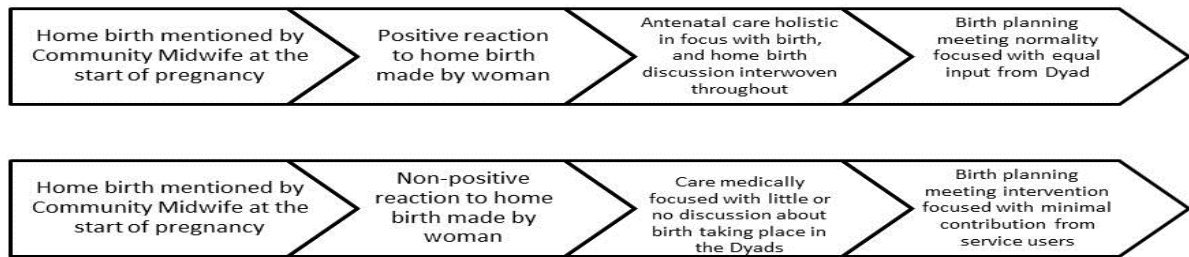 Home birth mentioned by
Community Midwife at the
start of pregnancy
Positive reaction
to home birth
made by woman
Antenatal care holistic
in focus with birth,
and home birth
discussion interwoven
throughout
Birth planning
meeting normality
focused with equal
input from Dyad
Home birth mentioned by
Community Midwife at the
start of pregnancy
Non-positive
reaction to home
birth made by
woman
Care medically
focused with little or
no discussion about
birth taking place in
the Dyads
Birth planning
meeting intervention
focused with minimal
contribution from
service users